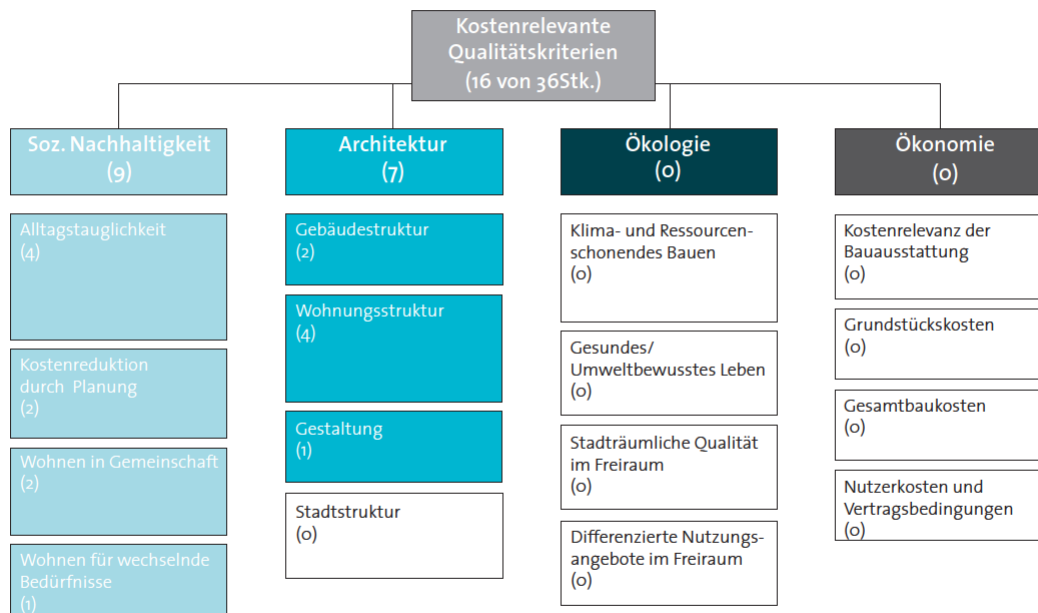 Kostenrelevante
Qualitätskriterien
(16 von 36Stk.)
Soz. Nachhaltigkeit
(9)
Alltagstauglichkeit
(4)
Kostenreduktion
durch Planung
(2)
Wohnen in Gemeinschaft
(2)
Wohnen für wechselnde
Bedürfnisse
(1)
Architektur
(7)
Gebäudestruktur
(2)
Wohnungsstruktur
(4)
Gestaltung
(1)
Stadtstruktur
(0)
Ökologie
(0)
Klima- und Ressourcen-
schonendes Bauen
(0)
Gesundes/
Umweltbewusstes Leben
(0)
Stadträumliche Qualität
im Freiraum
(0)
Differenzierte Nutzungs-
angebote im Freiraum
(0)
Ökonomie
(0)
Kostenrelevanz der
Bauausstattung
(0)
Grundstückskosten
(0)
Gesamtbaukosten
(0)
Nutzerkosten und
Vertragsbedingungen
(0)